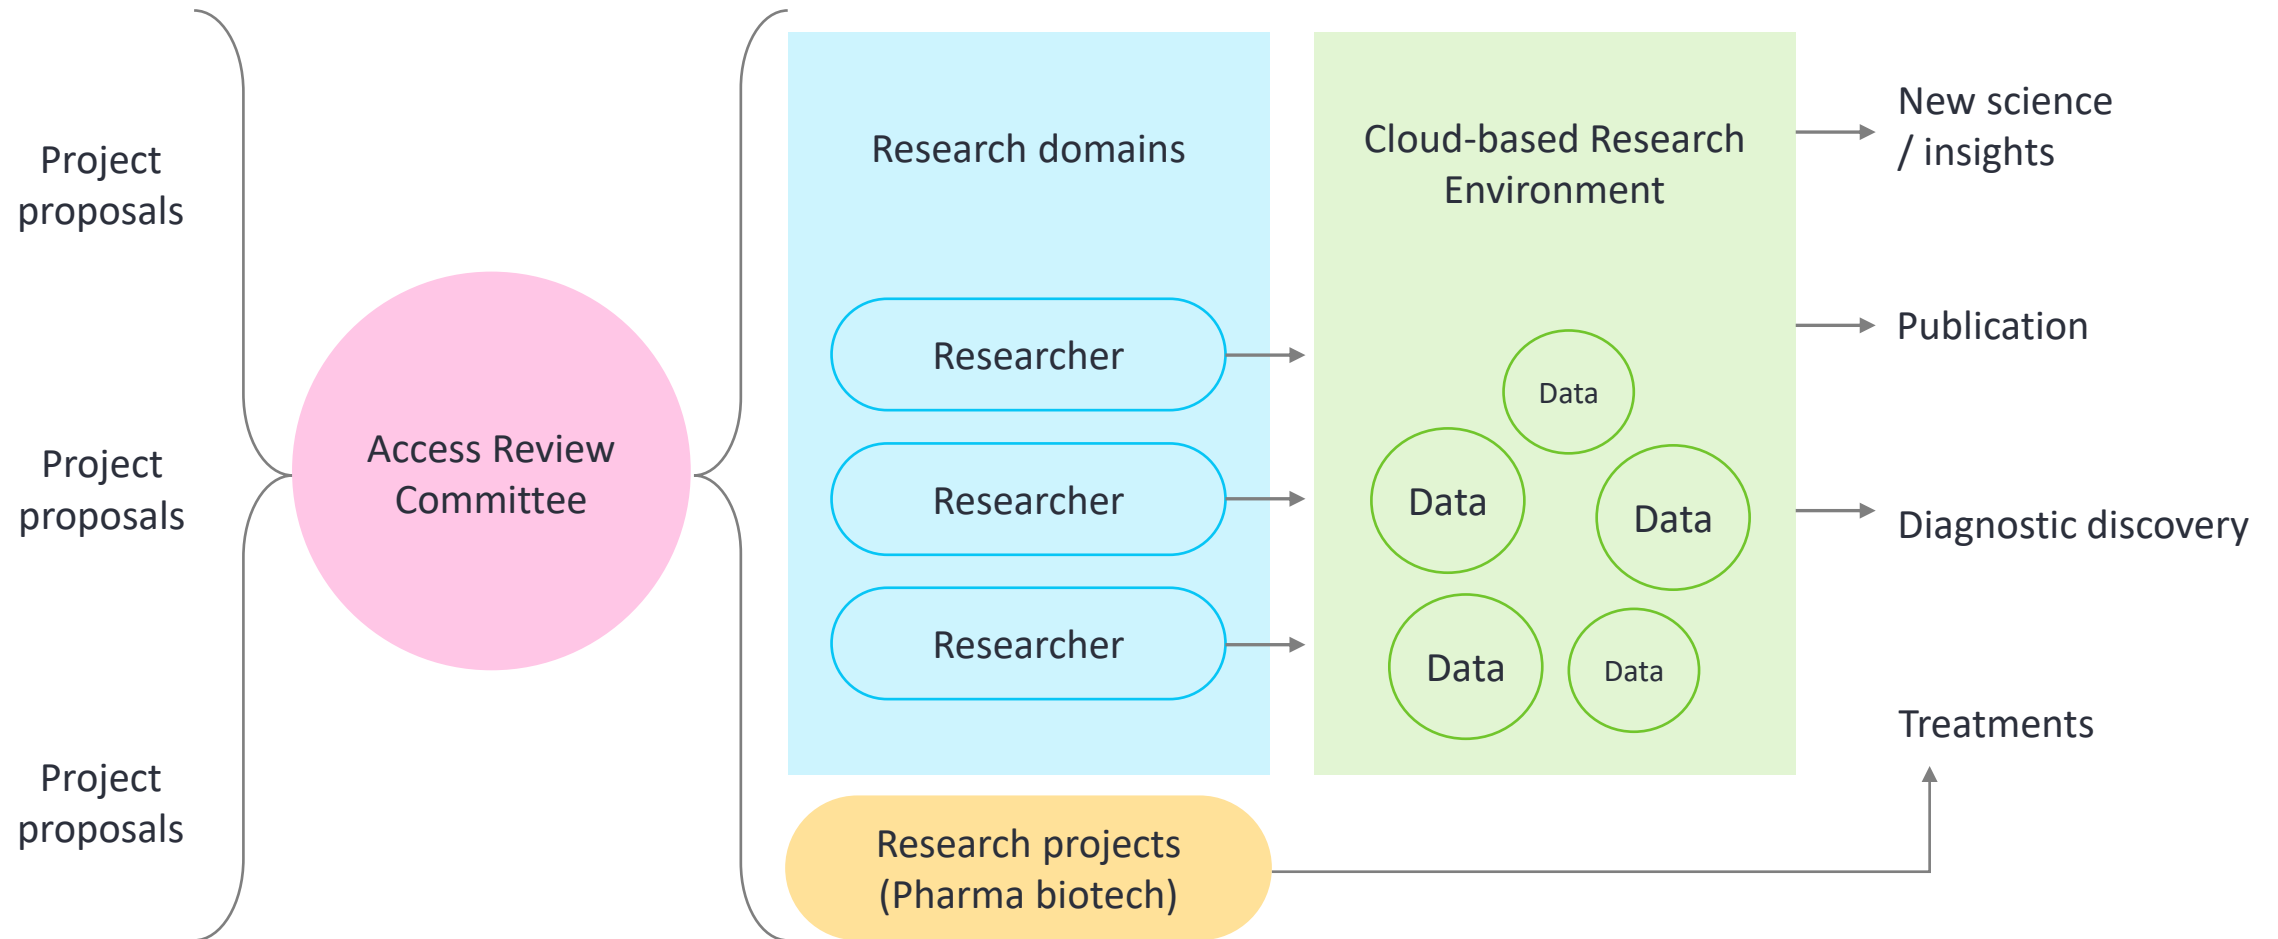 Project
proposals
Project
proposals
Project
proposals
Access Review
Committee
Research domains
Researcher
Researcher
Researcher
Research projects
(Pharma biotech)
Cloud-based Research
Environment
Data
Data
Data
Data
Data
New science
/ insights
Publication
Diagnostic discovery
Treatments